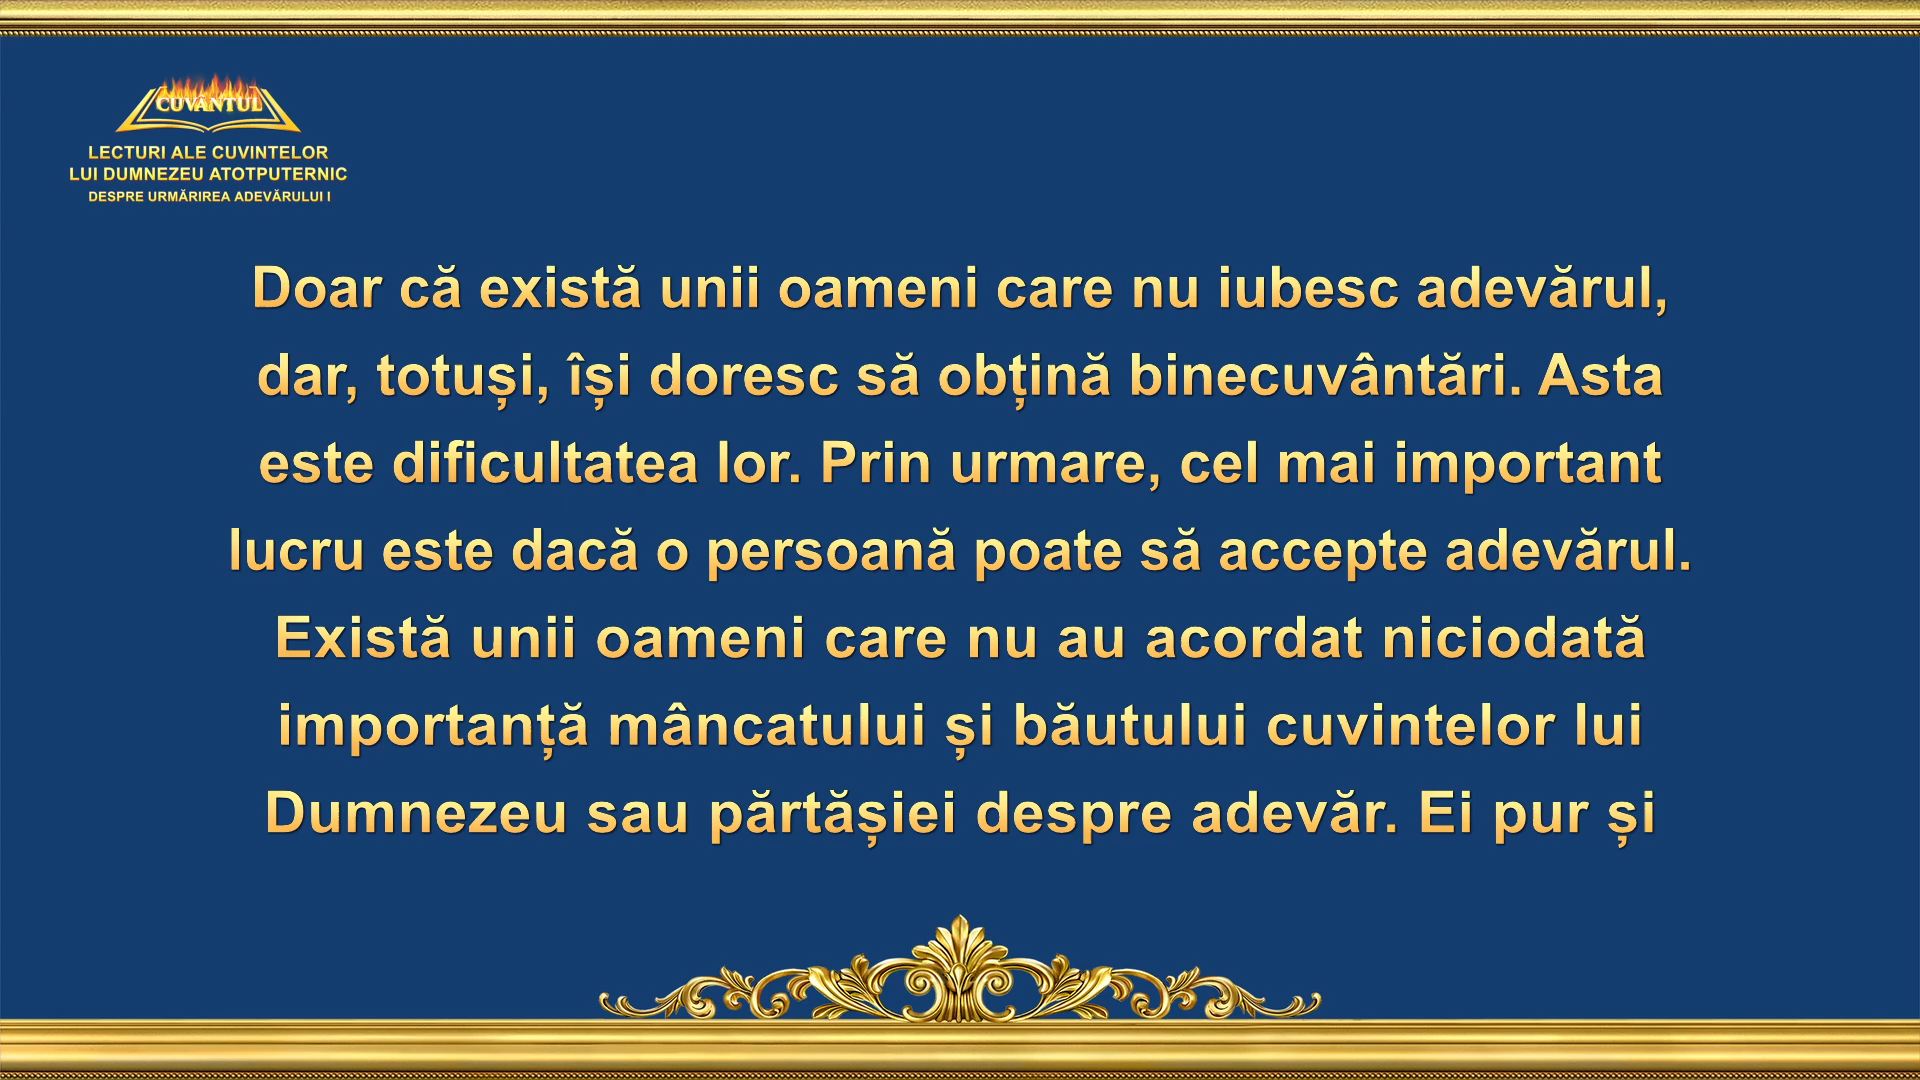 CUVÂNTUL
LECTURI ALE CUVINTELOR
LUI DUMNEZEU ATOTPUTERNIC
DESPRE URMĂRIREA ADEVĂRULUI I
Doar că există unii oameni care nu iubesc adevărul,
dar, totuși, își doresc să obțină binecuvântări. Asta
este dificultatea lor. Prin urmare, cel mai important
lucru este dacă o persoană poate să accepte adevărul.
Există unii oameni care nu au acordat niciodată
importanță mâncatului și băutului cuvintelor lui
Dumnezeu sau părtășiei despre adevăr. Ei pur și